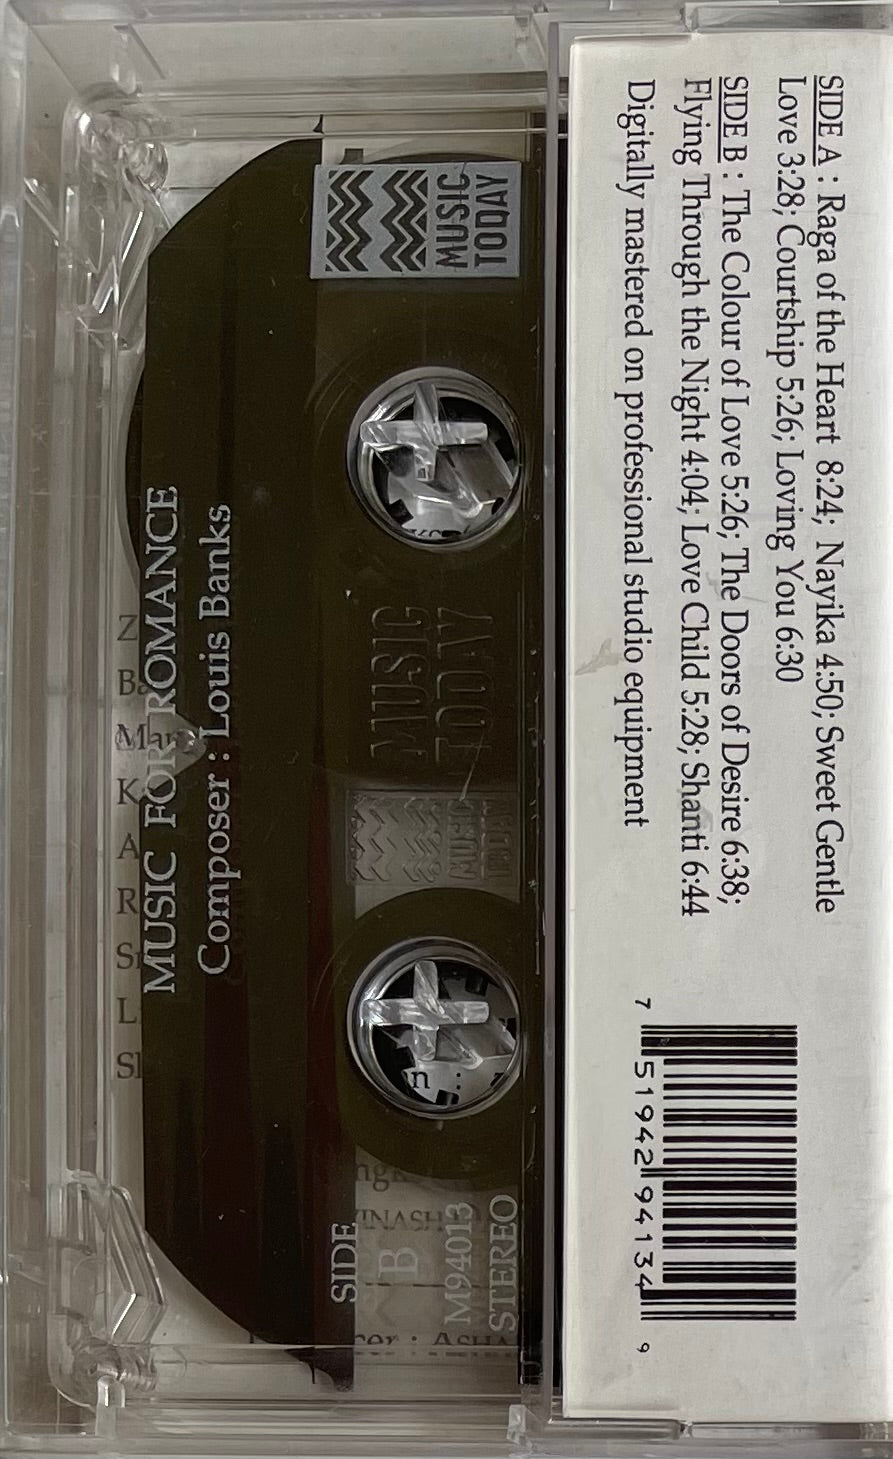 SIDE A : Raga of the Heart 8:24; Nayika 4:50; Sweet Gentle
Love 3:28; Courtship 5:26; Loving You 6:30
SIDE B : The Colour of Love 5:26; The Doors of Desire 6:38;
Flying Through the Night 4:04; Love Child 5:28; Shanti 6:44
Digitally mastered on professional studio equipment
7 51942 94134 9
MUSIC
TODAY
MUSIC
TODAY
MUSIC
TODAY
SIDE
B
M94013
STEREO
MUSIC FOR ROMANCE
Composer : Louis Banks